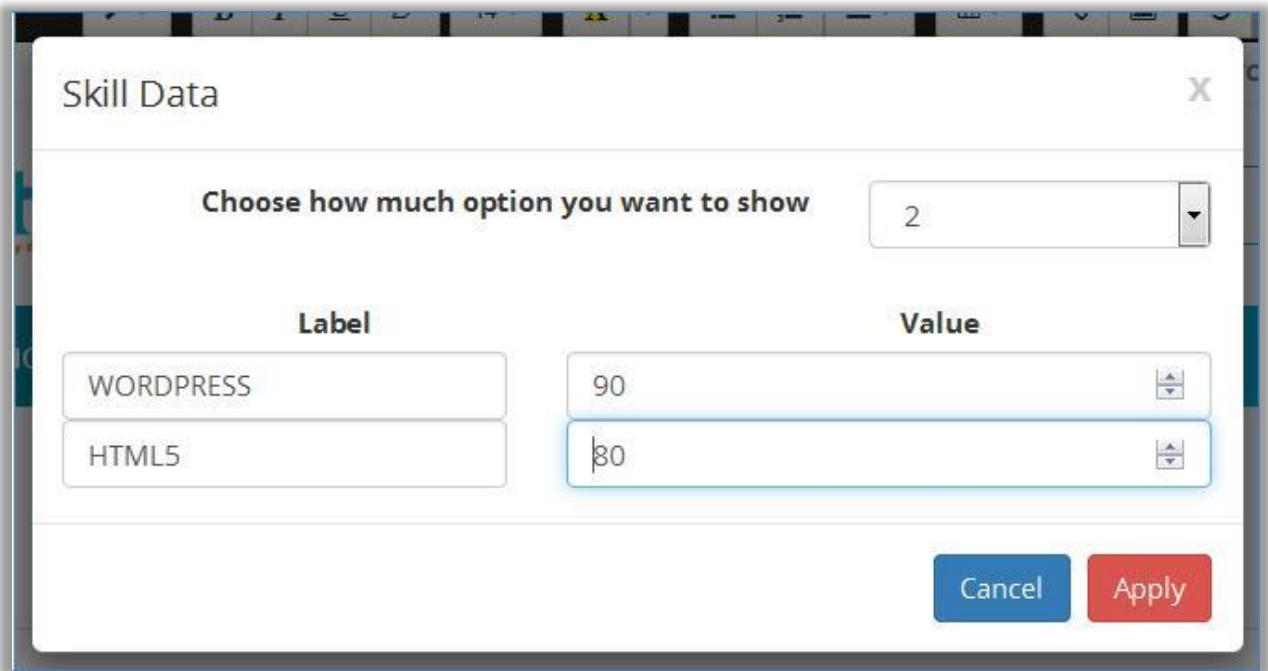 Skill Data
X
Choose how much option you want to show
2
Label
Value
WORDPRESS
90
HTML5
80
Cancel
Apply